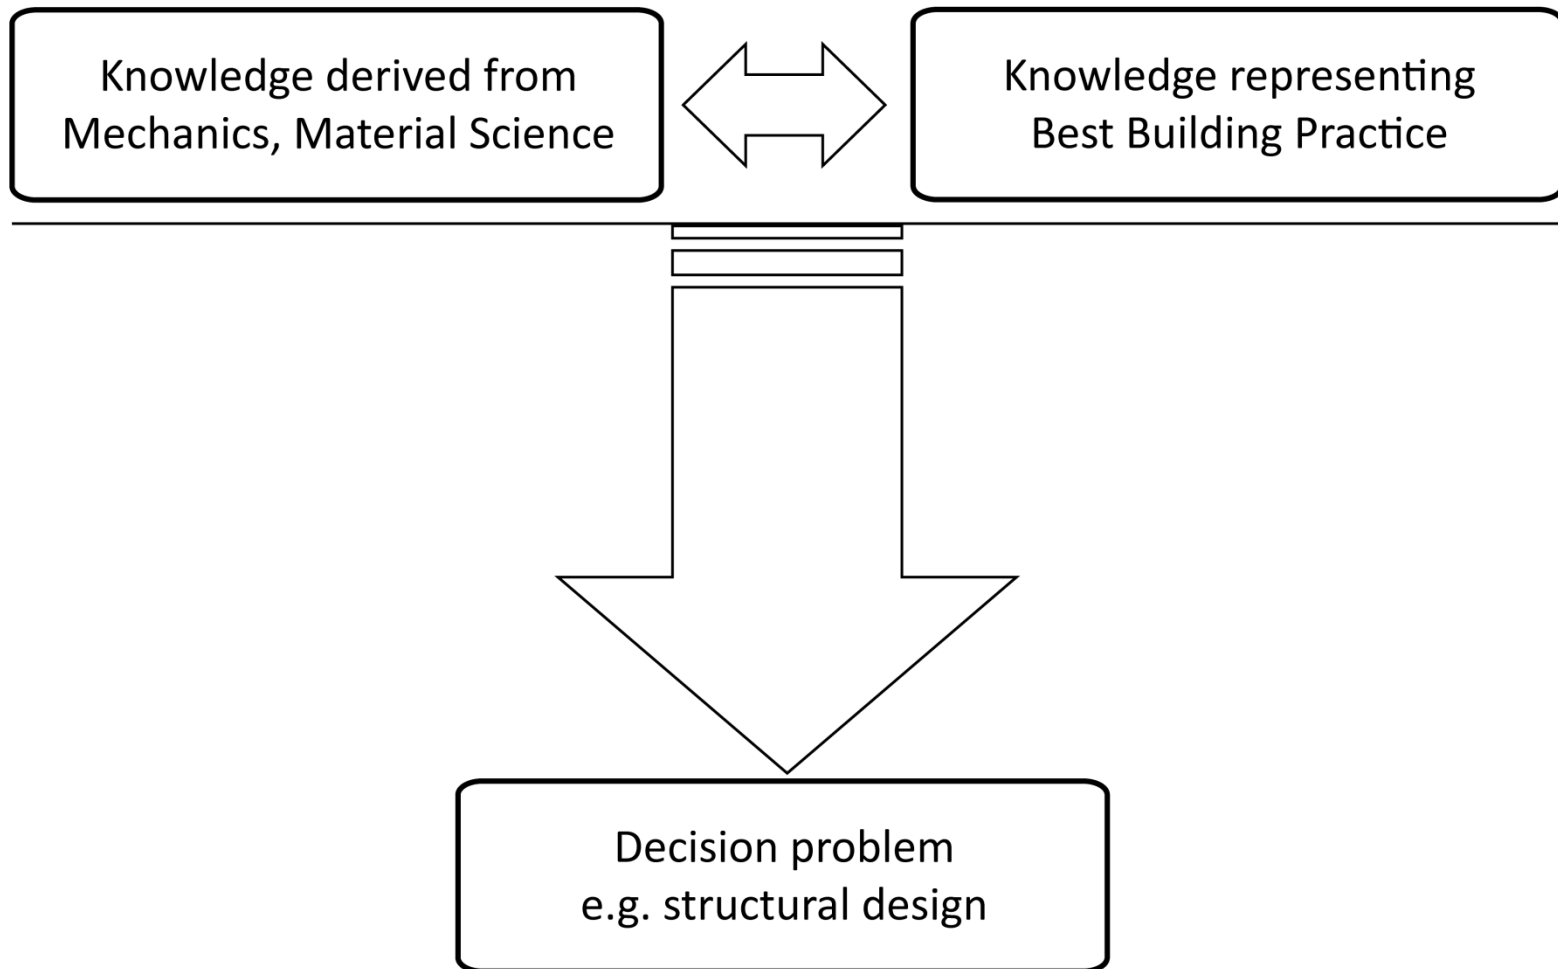 Knowledge derived from
Mechanics, Material Science
Knowledge representing
Best Building Practice
Decision problem
e.g. structural design